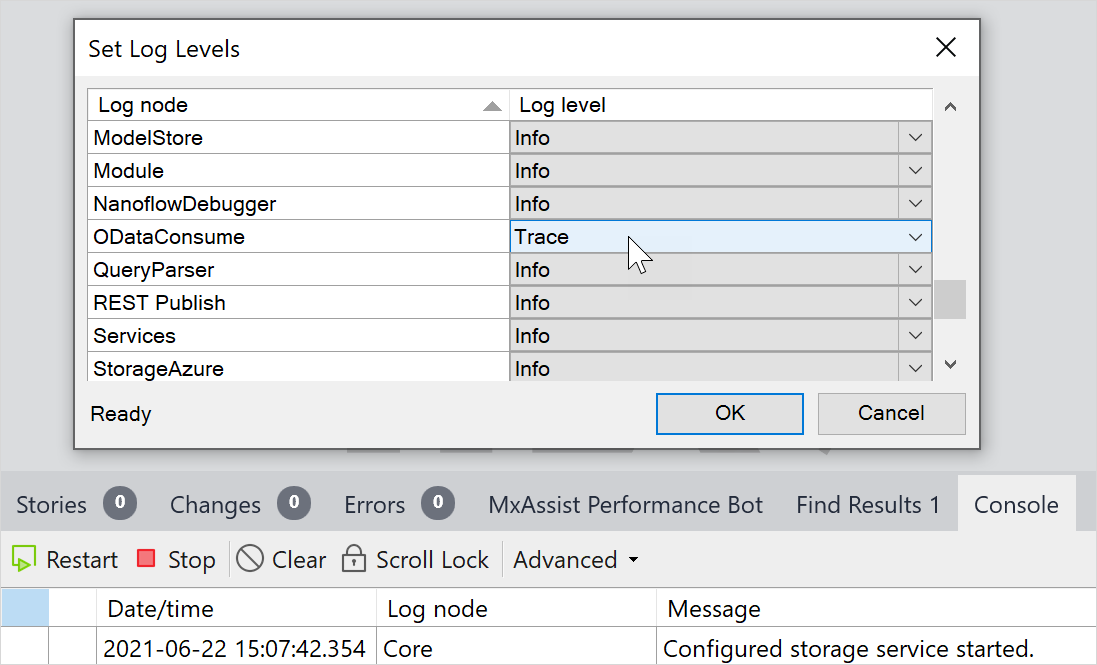 Set Log Levels
Log node Log level
ModelStore Info
Module Info
NanoflowDebugger Info
ODataConsume Trace
QueryParser Info
REST Publish Info
Services Info
StorageAzure Info
Ready OK Cancel
Stories 0 Changes 0 Errors 0 MxAssist Performance Bot Find Results 1 Console
Restart Stop Clear Scroll Lock Advanced
Date/time Log node Message
2021-06-22 15:07:42.354 Core Configured storage service started.